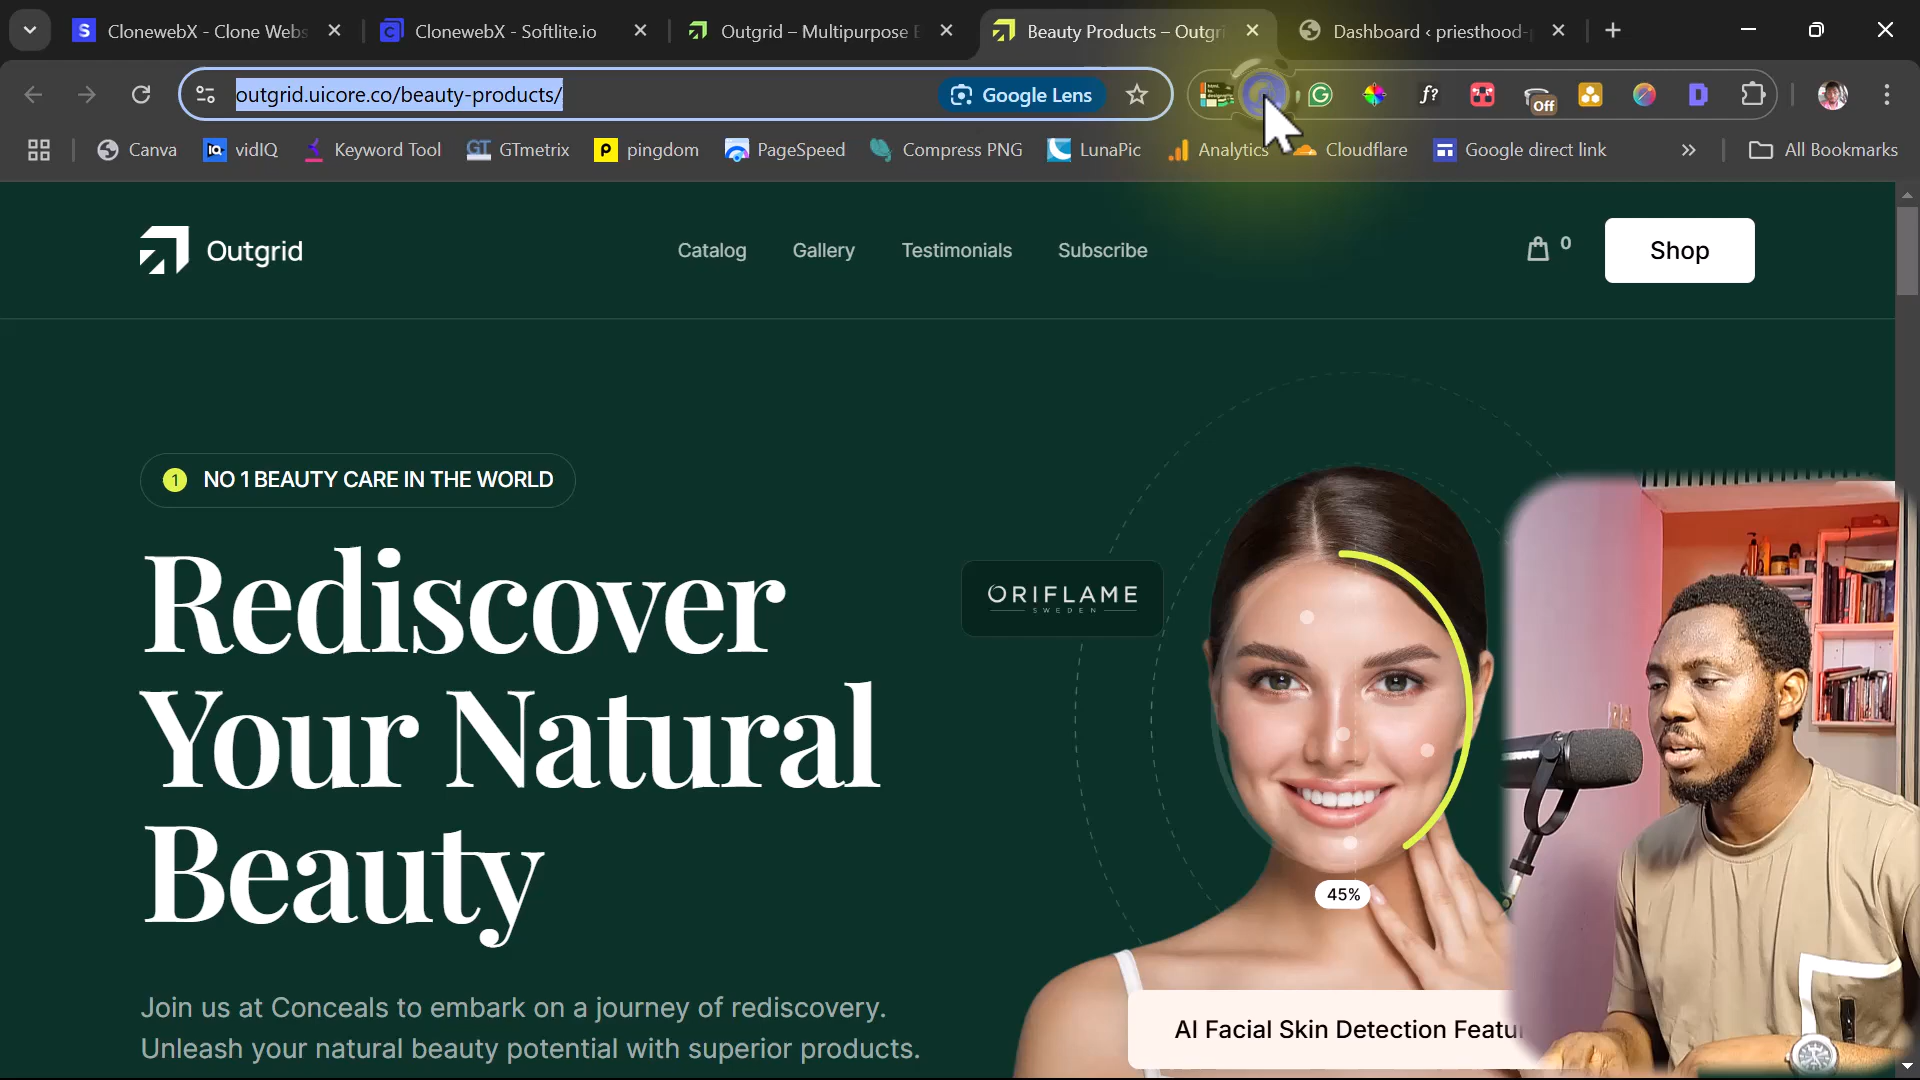 ClonewebX - Clone Webs
ClonewebX - Softlite.io
Outgrid – Multipurpose E
Beauty Products – Outgri
Dashboard ‹ priesthood-p
outgrid.uicore.co/beauty-products/
Google Lens
f?
Off
Canva
vidIQ
Keyword Tool
GTmetrix
pingdom
PageSpeed
Compress PNG
LunaPic
Analytics
Cloudflare
Google direct link
All Bookmarks
Outgrid
Catalog
Gallery
Testimonials
Subscribe
0
Shop
1 NO 1 BEAUTY CARE IN THE WORLD
Rediscover
Your Natural
Beauty
ORIFLAME
SWEDEN
45%
Join us at Conceals to embark on a journey of rediscovery.
Unleash your natural beauty potential with superior products.
AI Facial Skin Detection Featur